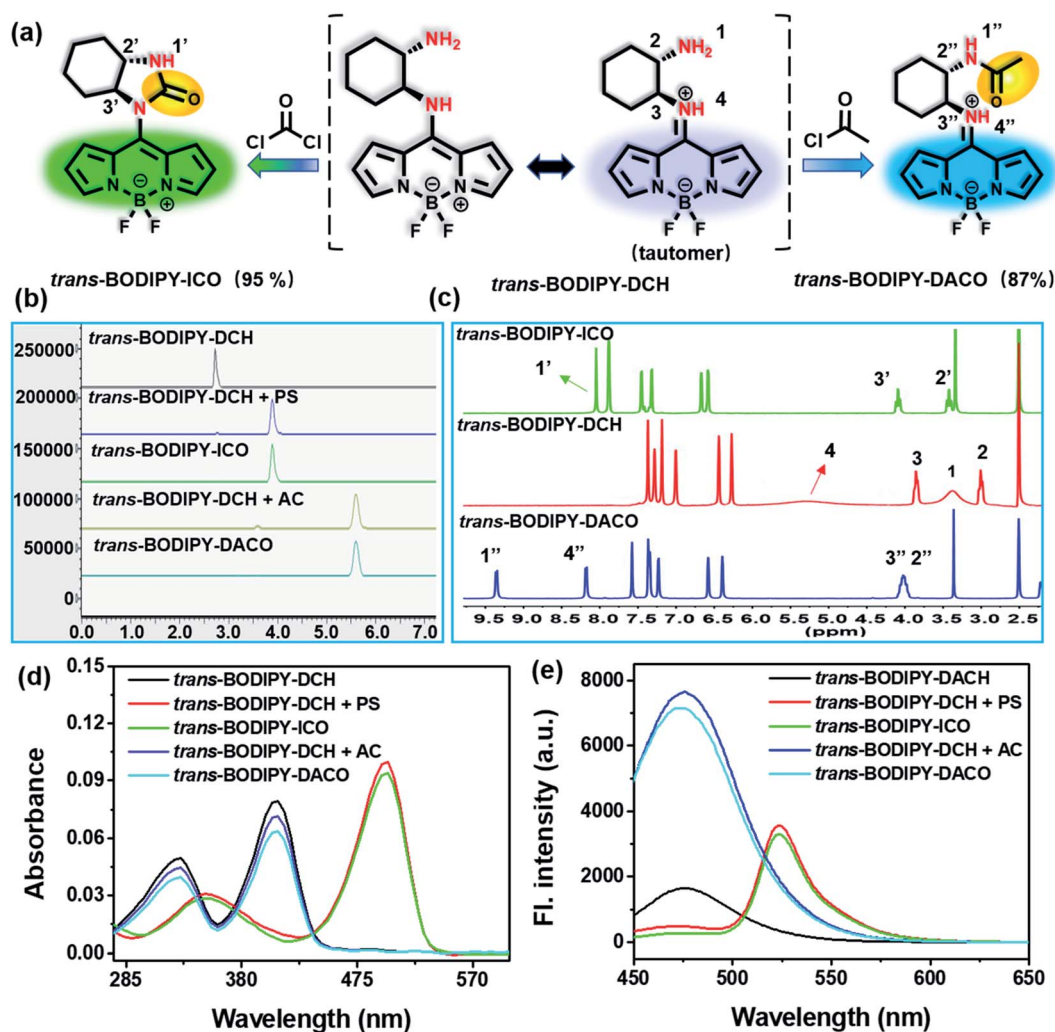 (a)
2' NH 1'
3' N O
N N
B
⊖ ⊕
F F
trans-BODIPY-ICO (95 %)
O
Cl Cl
NH₂
NH
N N
B
⊖ ⊕
F F
2 NH₂ 1
⊕
3 NH 4
N N
⊖
B
F F
(tautomer)
trans-BODIPY-DCH
O
Cl
1''
2'' H
N
O
⊕
3'' NH 4''
N N
⊖
B
F F
trans-BODIPY-DACO (87%)
(b)
trans-BODIPY-DCH
trans-BODIPY-DCH + PS
trans-BODIPY-ICO
trans-BODIPY-DCH + AC
trans-BODIPY-DACO
250000
200000
150000
100000
50000
0
0.0 1.0 2.0 3.0 4.0 5.0 6.0 7.0
(c)
trans-BODIPY-ICO
1' 3' 2'
trans-BODIPY-DCH
4 3 1 2
trans-BODIPY-DACO
1'' 4'' 3'' 2''
9.5 9.0 8.5 8.0 7.5 7.0 6.5 6.0 5.5 5.0 4.5 4.0 3.5 3.0 2.5
(ppm)
(d)
trans-BODIPY-DCH
trans-BODIPY-DCH + PS
trans-BODIPY-ICO
trans-BODIPY-DCH + AC
trans-BODIPY-DACO
Absorbance
0.15
0.12
0.09
0.06
0.03
0.00
285 380 475 570
Wavelength (nm)
(e)
trans-BODIPY-DACH
trans-BODIPY-DCH + PS
trans-BODIPY-ICO
trans-BODIPY-DCH + AC
trans-BODIPY-DACO
Fl. intensity (a.u.)
8000
6000
4000
2000
0
450 500 550 600 650
Wavelength (nm)